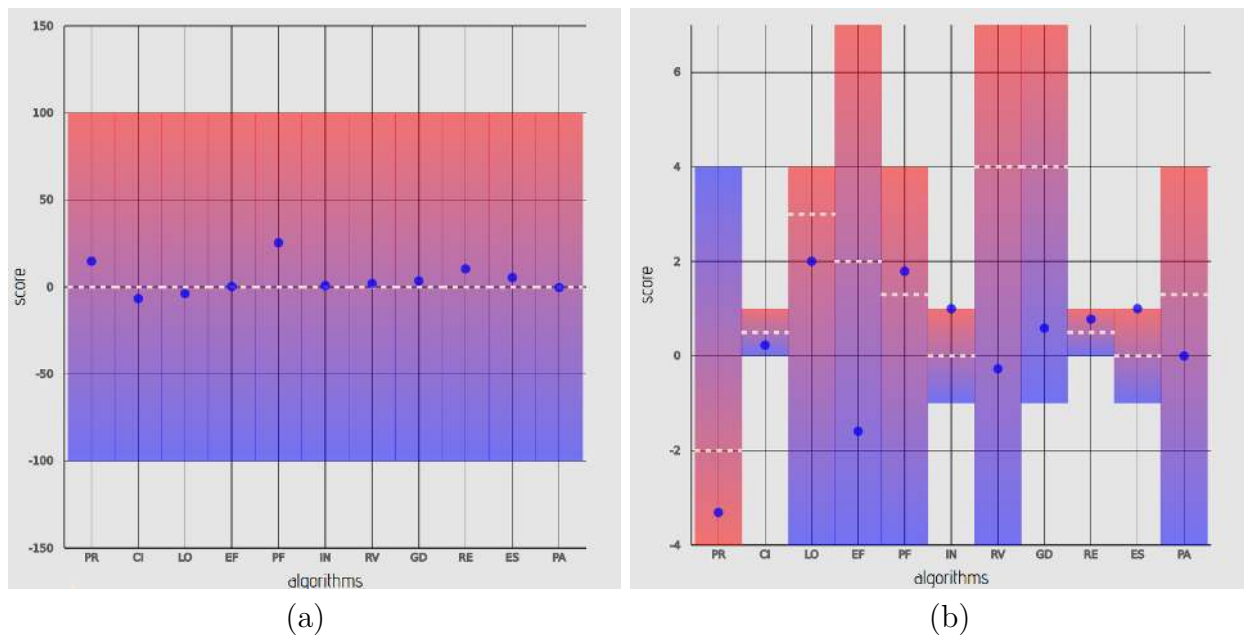 150
100
50
0
-50
-100
-150
score
PR CI LO EF PF IN RV GD RE ES PA
algorithms
(a)
6
4
2
0
-2
-4
score
PR CI LO EF PF IN RV GD RE ES PA
algorithms
(b)